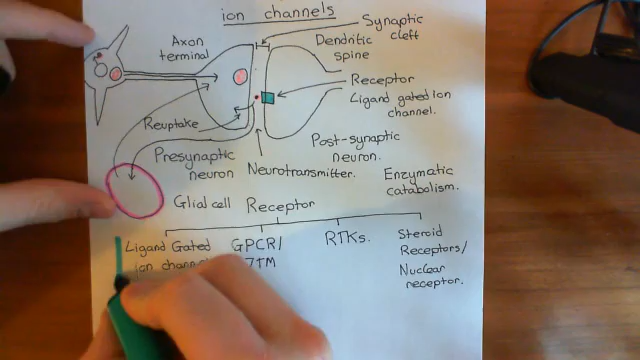 ion channels
Synaptic
cleft
Axon
terminal
Dendritic
spine
Receptor
Ligand gated ion
channel.
Reuptake
Post-synaptic
neuron.
Presynaptic
neuron
Neurotransmitter.
Enzymatic
catabolism.
Glial cell
Receptor
Ligand Gated
ion
GPCR/
7TM
RTKs.
Steroid
Receptors/
Nuclear
receptor.